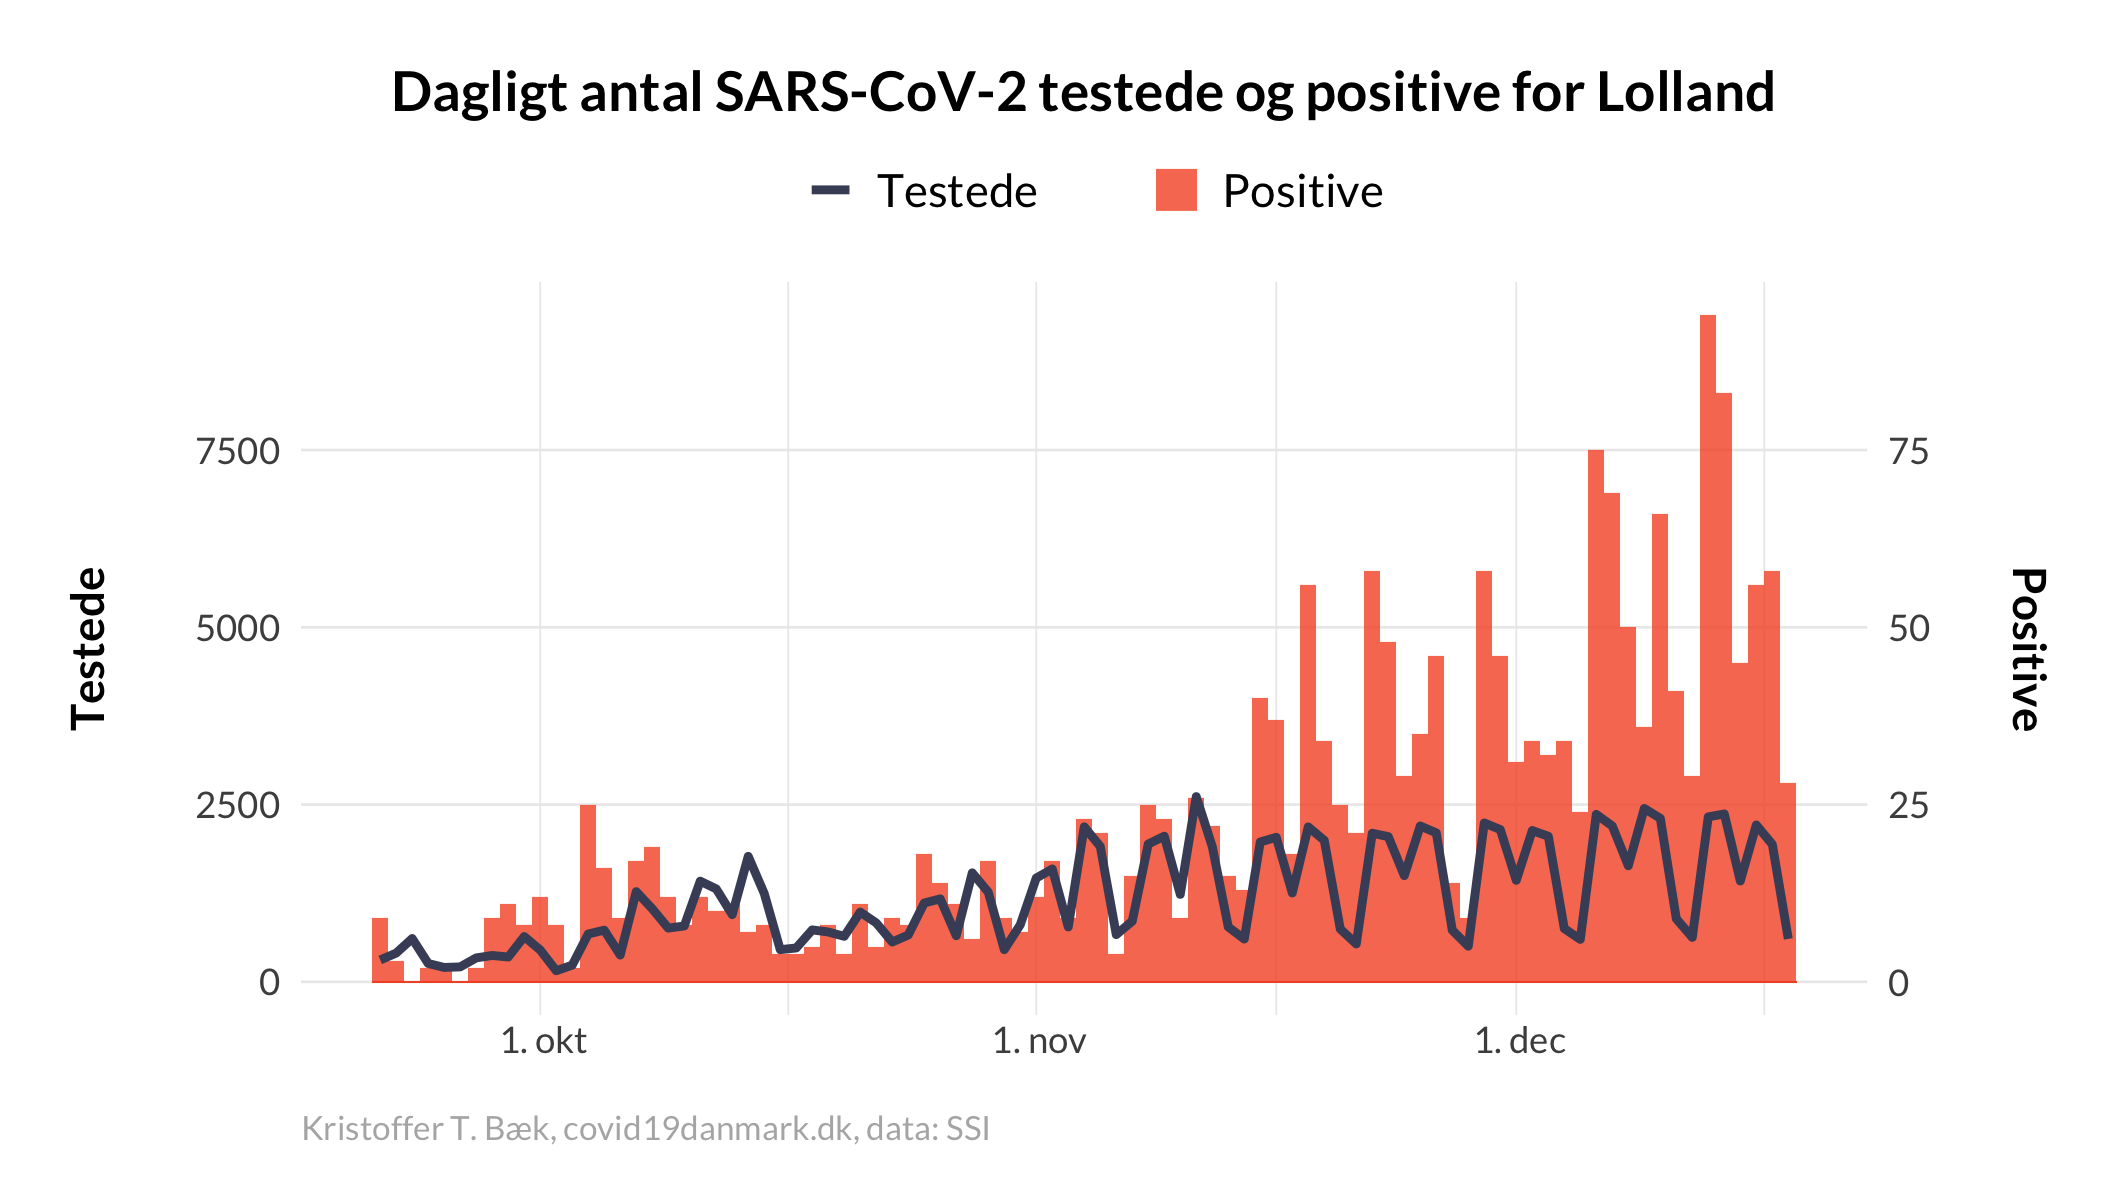 Dagligt antal SARS-CoV-2 testede og positive for Lolland
Testede Positive
7500 75
5000 50
2500 25
0 0
Testede
Positive
1. okt 1. nov 1. dec
Kristoffer T. Bæk, covid19danmark.dk, data: SSI